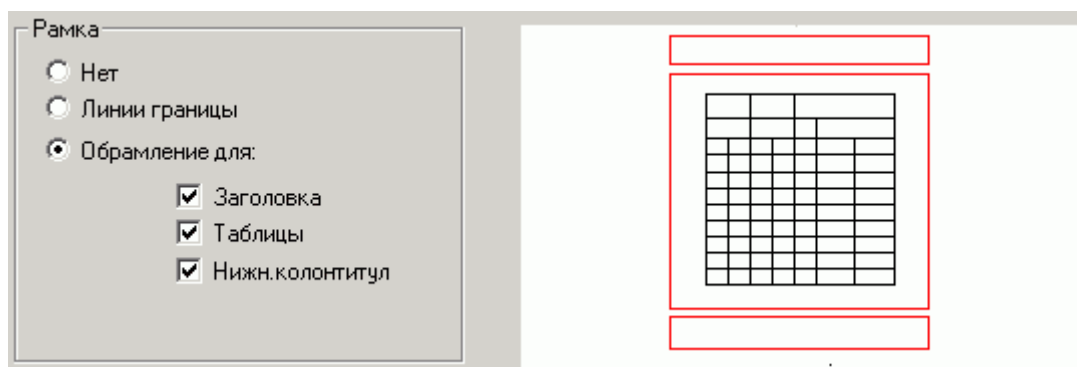 Рамка
Нет
Линии границы
Обрамление для:
Заголовка
Таблицы
Нижн.колонтитул